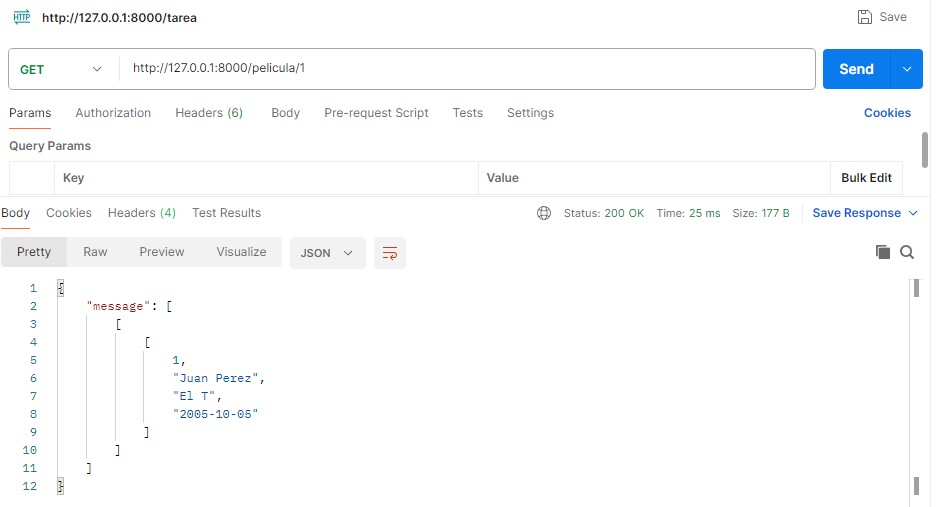 HTTP http://127.0.0.1:8000/tarea Save
GET http://127.0.0.1:8000/pelicula/1 Send
Params Authorization Headers (6) Body Pre-request Script Tests Settings Cookies
Query Params
Key Value Bulk Edit
Body Cookies Headers (4) Test Results Status: 200 OK Time: 25 ms Size: 177 B Save Response
Pretty Raw Preview Visualize JSON
1 {
2 "message": [
3 [
4 [
5 1,
6 "Juan Perez",
7 "El T",
8 "2005-10-05"
9 ]
10 ]
11 ]
12 }